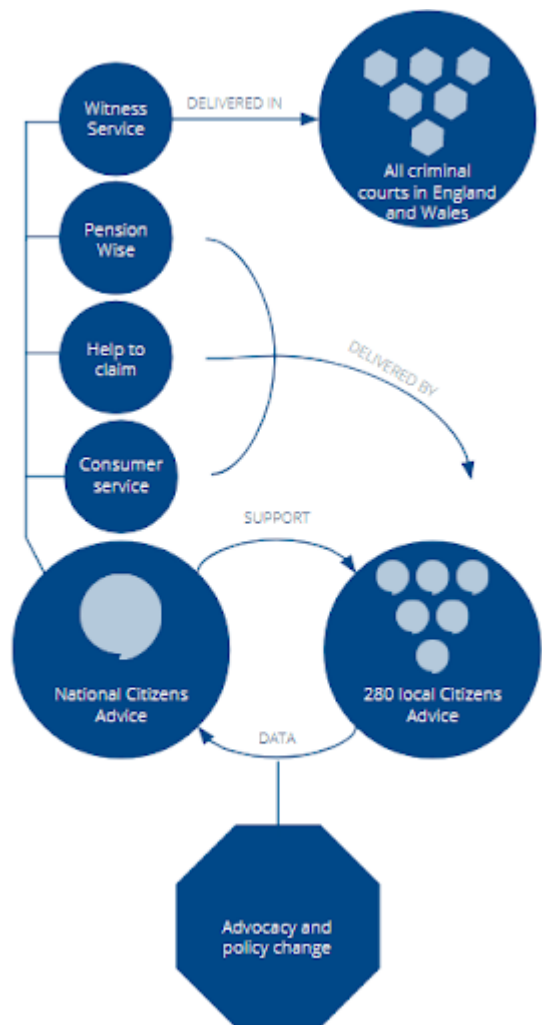 Witness
Service
DELIVERED IN
All criminal
courts in England
and Wales
Pension
Wise
Help to
claim
DELIVERED BY
Consumer
service
SUPPORT
National Citizens
Advice
280 local Citizens
Advice
DATA
Advocacy and
policy change